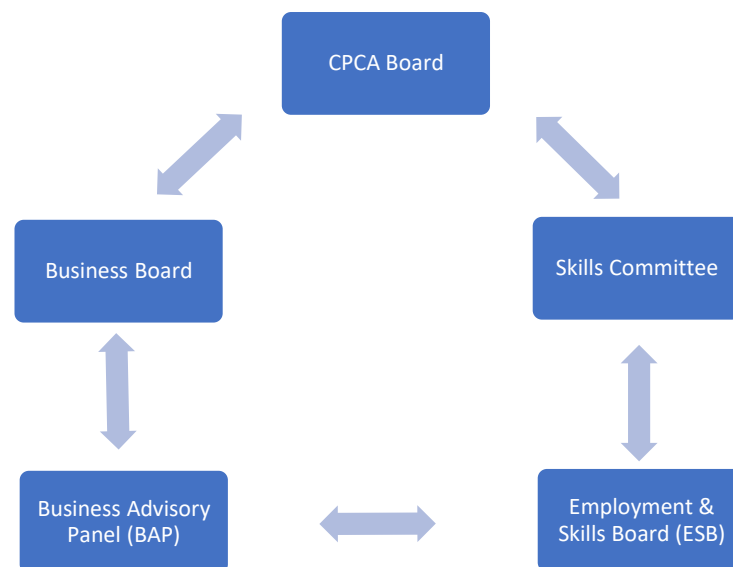 CPCA Board
Business Board
Skills Committee
Business Advisory
Panel (BAP)
Employment &
Skills Board (ESB)